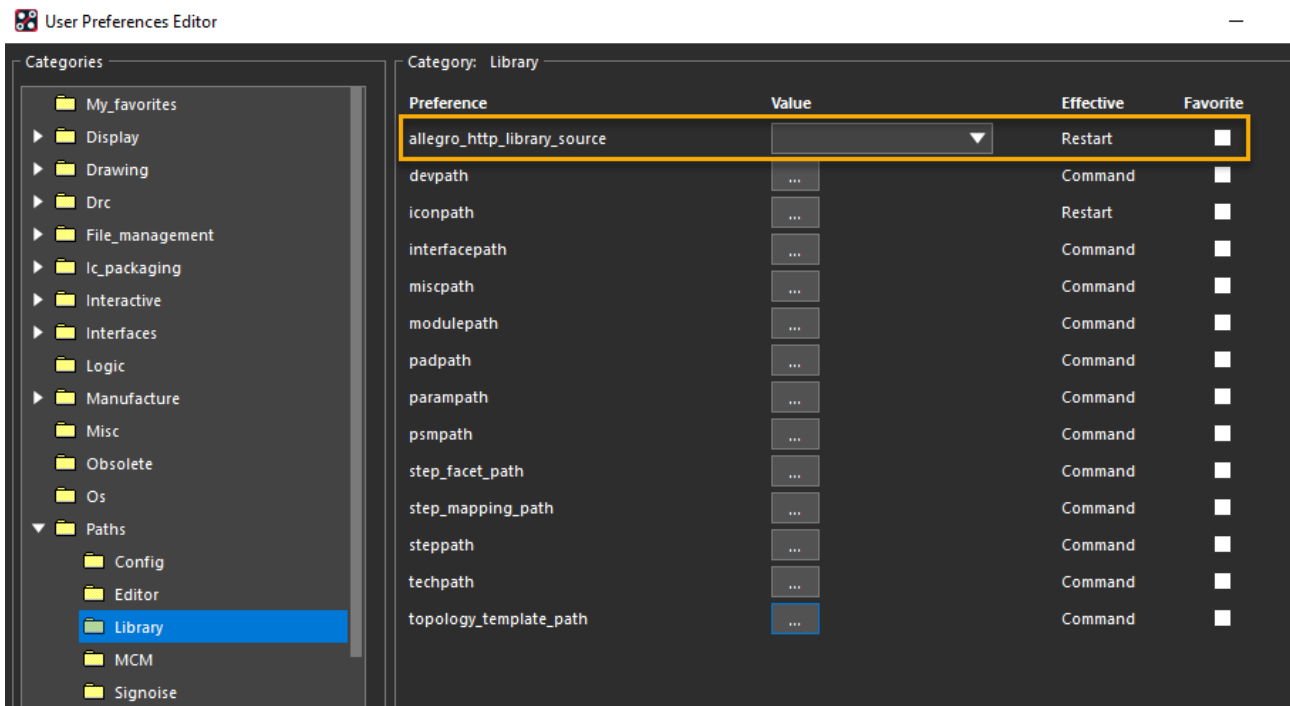 User Preferences Editor
Categories
My_favorites
Display
Drawing
Drc
File_management
Ic_packaging
Interactive
Interfaces
Logic
Manufacture
Misc
Obsolete
Os
Paths
Config
Editor
Library
MCM
Signoise
Category: Library
Preference Value Effective Favorite
allegro_http_library_source Restart
devpath ... Command
iconpath ... Restart
interfacepath ... Command
miscpath ... Command
modulepath ... Command
padpath ... Command
parampath ... Command
psmpath ... Command
step_facet_path ... Command
step_mapping_path ... Command
steppath ... Command
techpath ... Command
topology_template_path ... Command